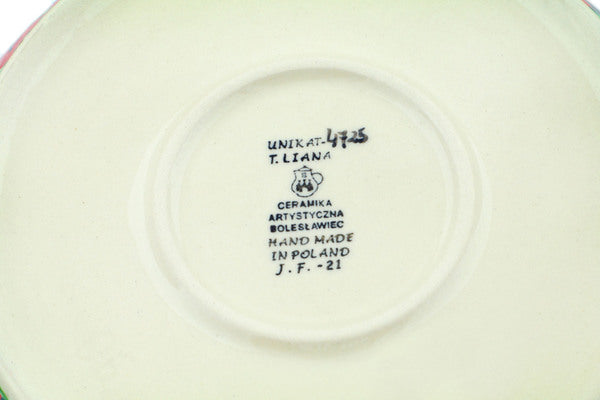 UNIKAT-4725
T. LIANA
CERAMIKA
ARTYSTYCZNA
BOLESŁAWIEC
HAND MADE
IN POLAND
J. F. -21